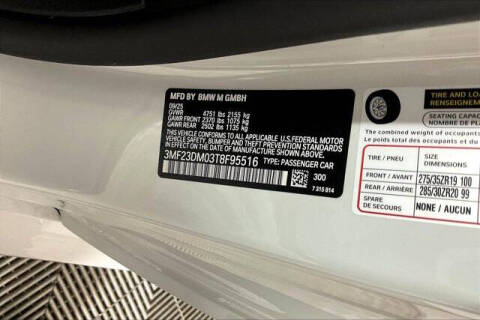 MFD BY BMW M GMBH
09/25
GVWR 4751 lbs 2155 kg
GAWR FRONT 2370 lbs 1075 kg
GAWR REAR 2502 lbs 1135 kg
THIS VEHICLE CONFORMS TO ALL APPLICABLE U.S. FEDERAL MOTOR
VEHICLE SAFETY, BUMPER, AND THEFT PREVENTION STANDARDS
IN EFFECT ON THE DATE OF MANUFACTURE SHOWN ABOVE.
3MF23DM03T8F95516 TYPE: PASSENGER CAR
300
7 315 814
TIRE AND
SEATING CAPACITY
NOMBRE DE
The combined weight of occupants
Le poids total des occupants
TIRE / PNEU SIZE
DIMENSIONS
FRONT / AVANT 275/35ZR19 100
REAR / ARRIÈRE 285/30ZR20 99
SPARE
DE SECOURS NONE / AUCUN